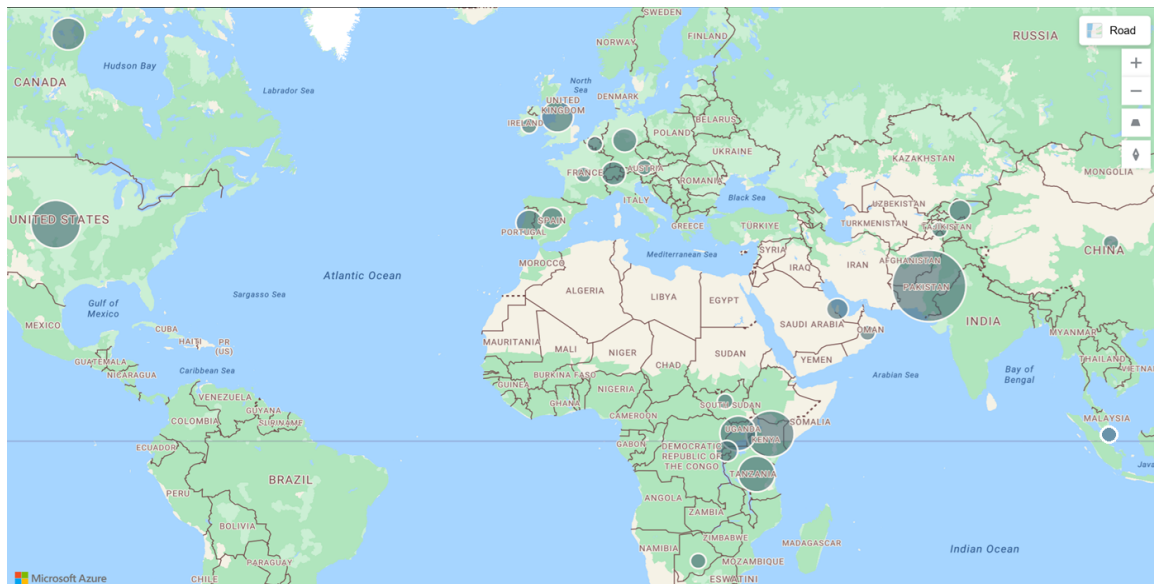 SWEDEN
RUSSIA
Road
NORWAY
FINLAND
Hudson Bay
CANADA
Labrador Sea
North
Sea
DENMARK
UNITED
KINGDOM
IRELAND
BELARUS
POLAND
UKRAINE
KAZAKHSTAN
MONGOLIA
FRANCE
AUSTRIA
ROMANIA
ITALY
Black Sea
UZBEKISTAN
UNITED STATES
SPAIN
PORTUGAL
GREECE
TÜRKIYE
TURKMENISTAN
TAJIKISTAN
CHINA
Mediterranean Sea
SYRIA
MOROCCO
IRAQ
IRAN
AFGHANISTAN
Atlantic Ocean
PAKISTAN
ALGERIA
LIBYA
EGYPT
Sargasso Sea
Gulf of
Mexico
MEXICO
SAUDI ARABIA
OMAN
INDIA
CUBA
HAITI
PR
(US)
MAURITANIA
MALI
NIGER
CHAD
SUDAN
YEMEN
MYANMAR
GUATEMALA
NICARAGUA
Caribbean Sea
BURKINA FASO
GUINEA
GHANA
NIGERIA
Arabian Sea
Bay of
Bengal
THAILAND
VIETNAM
VENEZUELA
GUYANA
SURINAME
COLOMBIA
SOUTH SUDAN
CAMEROON
SOMALIA
MALAYSIA
ECUADOR
GABON
UGANDA
KENYA
DEMOCRATIC
REPUBLIC OF
THE CONGO
Java
BRAZIL
TANZANIA
PERU
ANGOLA
ZAMBIA
BOLIVIA
ZIMBABWE
MADAGASCAR
NAMIBIA
Indian Ocean
PARAGUAY
MOZAMBIQUE
Microsoft Azure
CHILE
ESWATINI